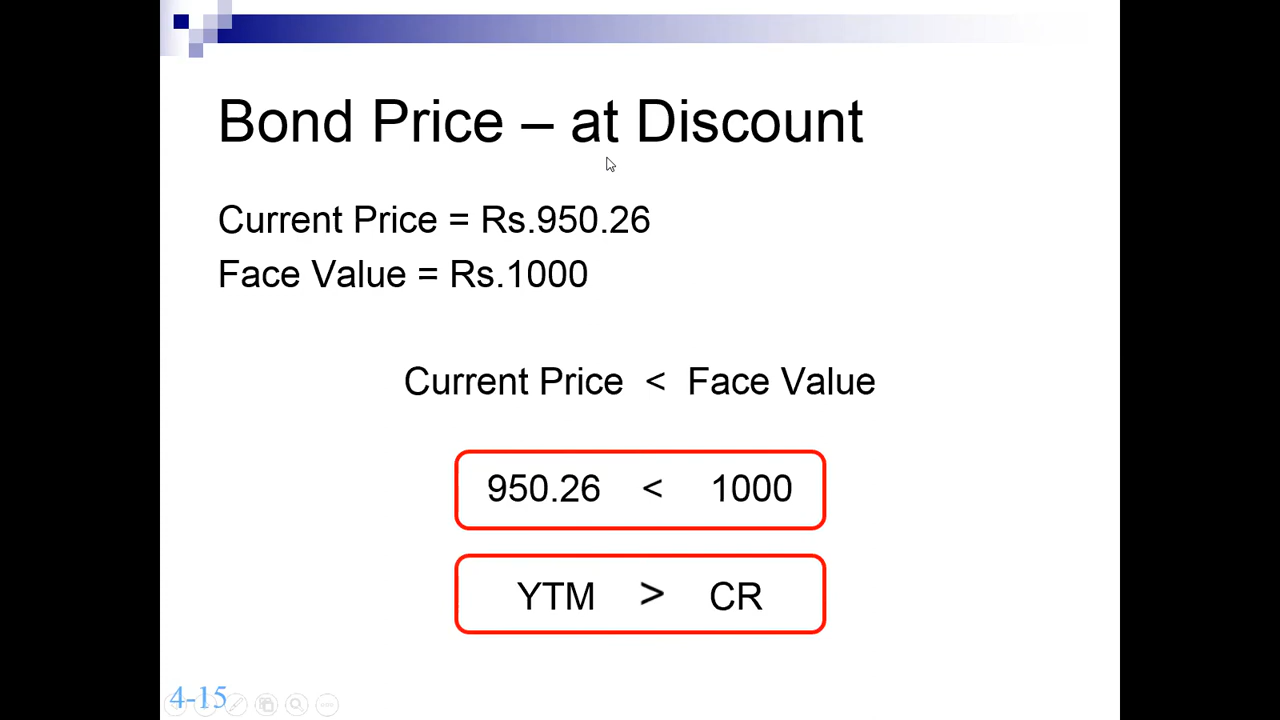 Bond Price – at Discount
Current Price = Rs.950.26
Face Value = Rs.1000
Current Price < Face Value
950.26 < 1000
YTM > CR
4-15